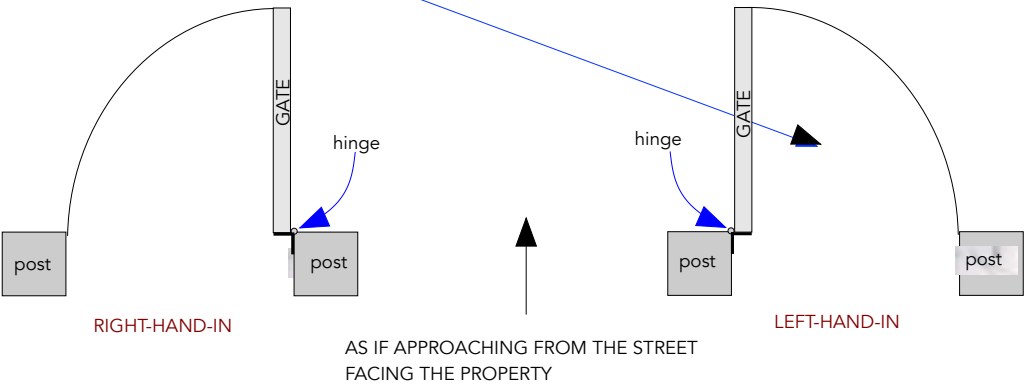 GATE
GATE
hinge
hinge
post
post
post
post
RIGHT-HAND-IN
LEFT-HAND-IN
AS IF APPROACHING FROM THE STREET
FACING THE PROPERTY